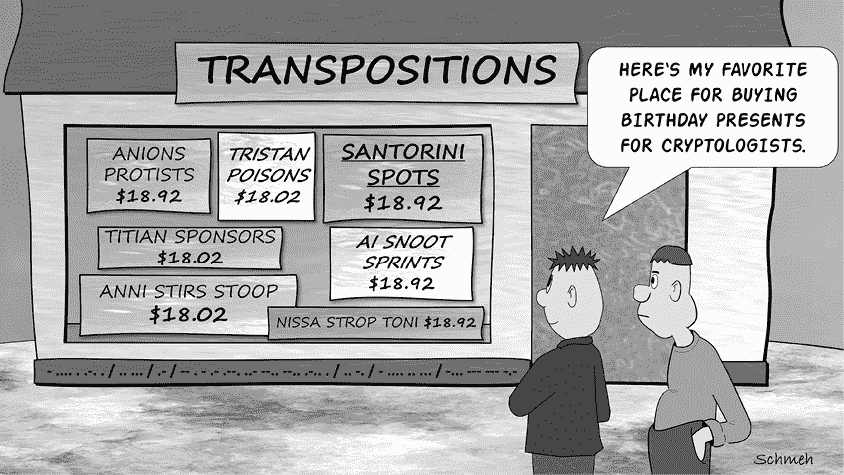 TRANSPOSITIONS
HERE'S MY FAVORITE
PLACE FOR BUYING
BIRTHDAY PRESENTS
FOR CRYPTOLOGISTS.
ANIONS
PROTISTS
$18.92
TRISTAN
POISONS
$18.02
SANTORINI
SPOTS
$18.92
TITIAN SPONSORS
$18.02
AI SNOOT
SPRINTS
$18.92
ANNI STIRS STOOP
$18.02
NISSA STROP TONI $18.92
Schmeh